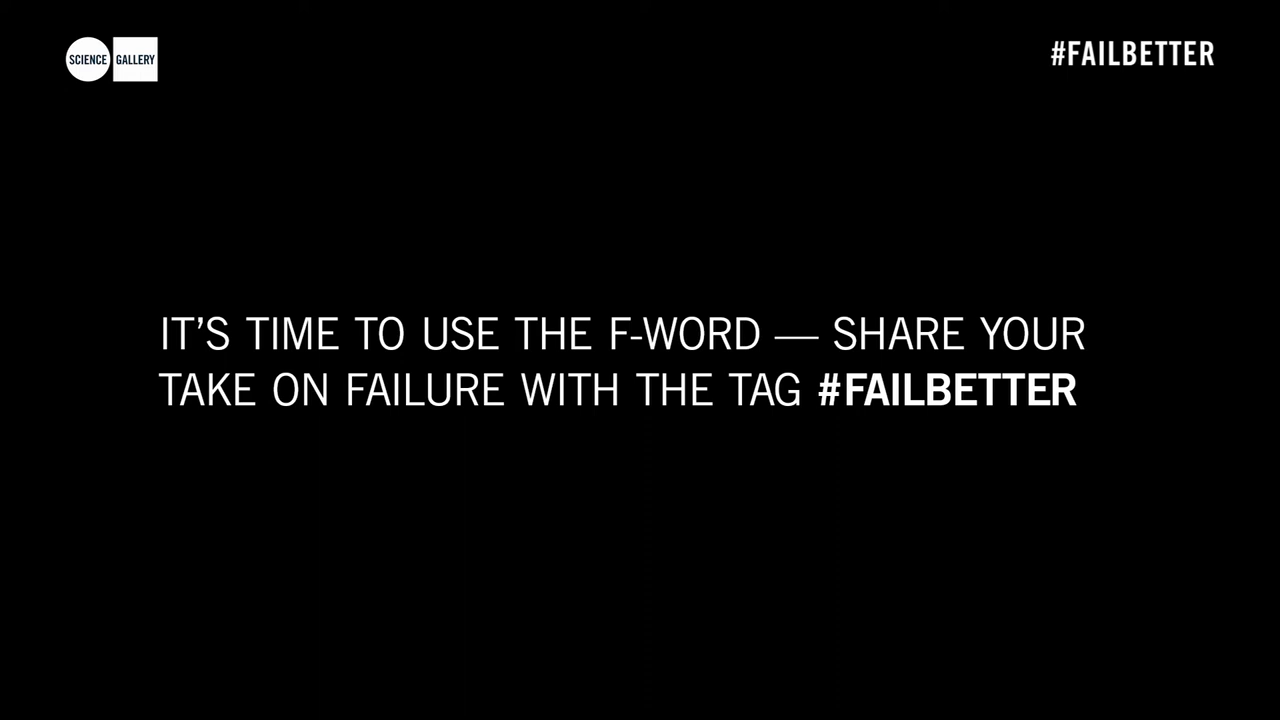 SCIENCE GALLERY
#FAILBETTER
IT’S TIME TO USE THE F-WORD — SHARE YOUR
TAKE ON FAILURE WITH THE TAG #FAILBETTER